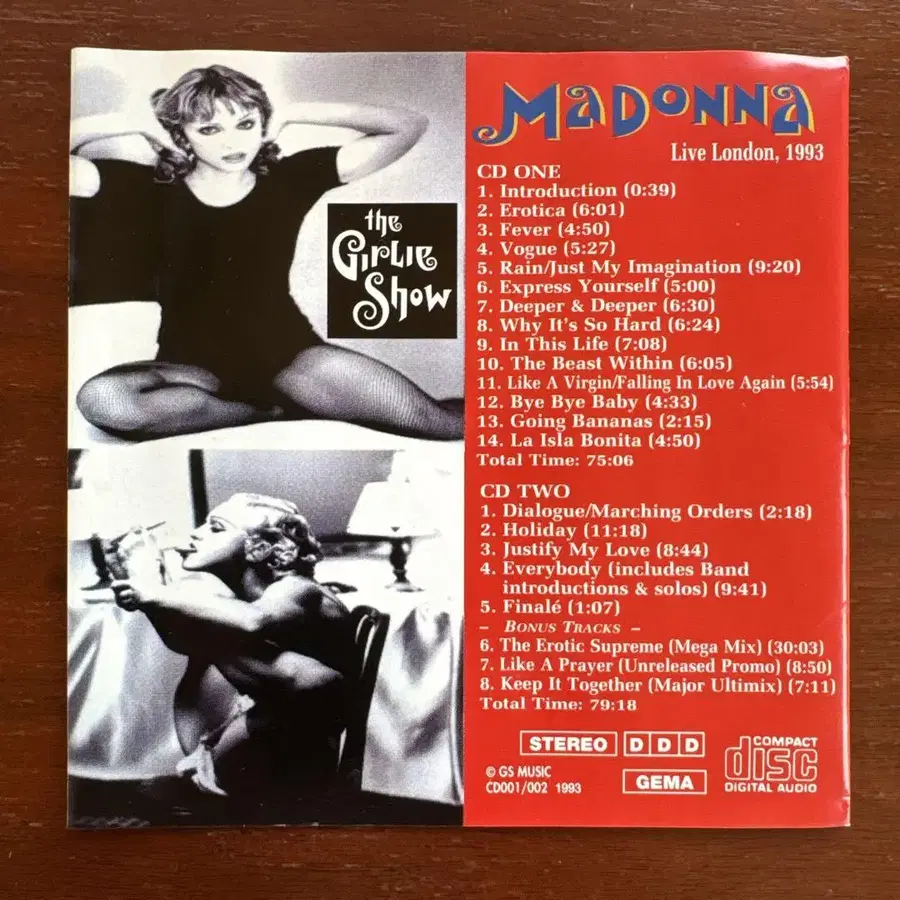 the
Girlie
Show
MaDonna
Live London, 1993
CD ONE
1. Introduction (0:39)
2. Erotica (6:01)
3. Fever (4:50)
4. Vogue (5:27)
5. Rain/Just My Imagination (9:20)
6. Express Yourself (5:00)
7. Deeper & Deeper (6:30)
8. Why It's So Hard (6:24)
9. In This Life (7:08)
10. The Beast Within (6:05)
11. Like A Virgin/Falling In Love Again (5:54)
12. Bye Bye Baby (4:33)
13. Going Bananas (2:15)
14. La Isla Bonita (4:50)
Total Time: 75:06
CD TWO
1. Dialogue/Marching Orders (2:18)
2. Holiday (11:18)
3. Justify My Love (8:44)
4. Everybody (includes Band
introductions & solos) (9:41)
5. Finalé (1:07)
– BONUS TRACKS –
6. The Erotic Supreme (Mega Mix) (30:03)
7. Like A Prayer (Unreleased Promo) (8:50)
8. Keep It Together (Major Ultimix) (7:11)
Total Time: 79:18
STEREO DDD
GEMA
© GS MUSIC
CD001/002 1993
COMPACT
disc
DIGITAL AUDIO